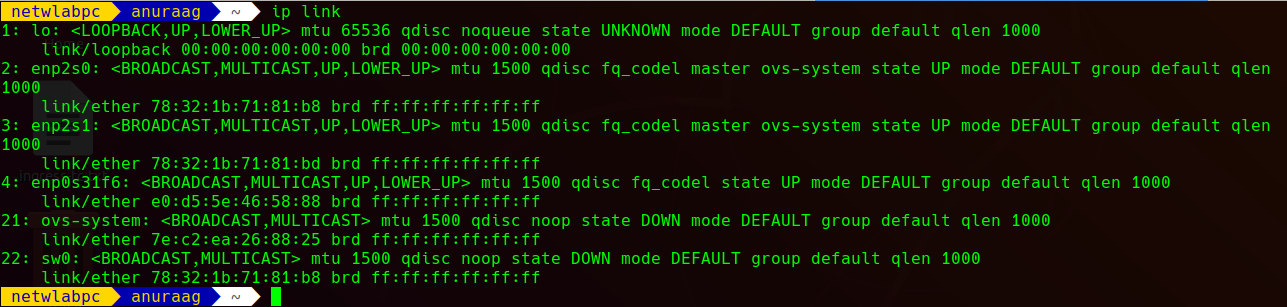 netwlabpc anuraag ~ ip link
1: lo: <LOOPBACK,UP,LOWER_UP> mtu 65536 qdisc noqueue state UNKNOWN mode DEFAULT group default qlen 1000
link/loopback 00:00:00:00:00:00 brd 00:00:00:00:00:00
2: enp2s0: <BROADCAST,MULTICAST,UP,LOWER_UP> mtu 1500 qdisc fq_codel master ovs-system state UP mode DEFAULT group default qlen
1000
link/ether 78:32:1b:71:81:b8 brd ff:ff:ff:ff:ff:ff
3: enp2s1: <BROADCAST,MULTICAST,UP,LOWER_UP> mtu 1500 qdisc fq_codel master ovs-system state UP mode DEFAULT group default qlen
1000
link/ether 78:32:1b:71:81:bd brd ff:ff:ff:ff:ff:ff
4: enp0s31f6: <BROADCAST,MULTICAST,UP,LOWER_UP> mtu 1500 qdisc fq_codel state UP mode DEFAULT group default qlen 1000
link/ether e0:d5:5e:46:58:88 brd ff:ff:ff:ff:ff:ff
21: ovs-system: <BROADCAST,MULTICAST> mtu 1500 qdisc noop state DOWN mode DEFAULT group default qlen 1000
link/ether 7e:c2:ea:26:88:25 brd ff:ff:ff:ff:ff:ff
22: sw0: <BROADCAST,MULTICAST> mtu 1500 qdisc noop state DOWN mode DEFAULT group default qlen 1000
link/ether 78:32:1b:71:81:b8 brd ff:ff:ff:ff:ff:ff
netwlabpc anuraag ~